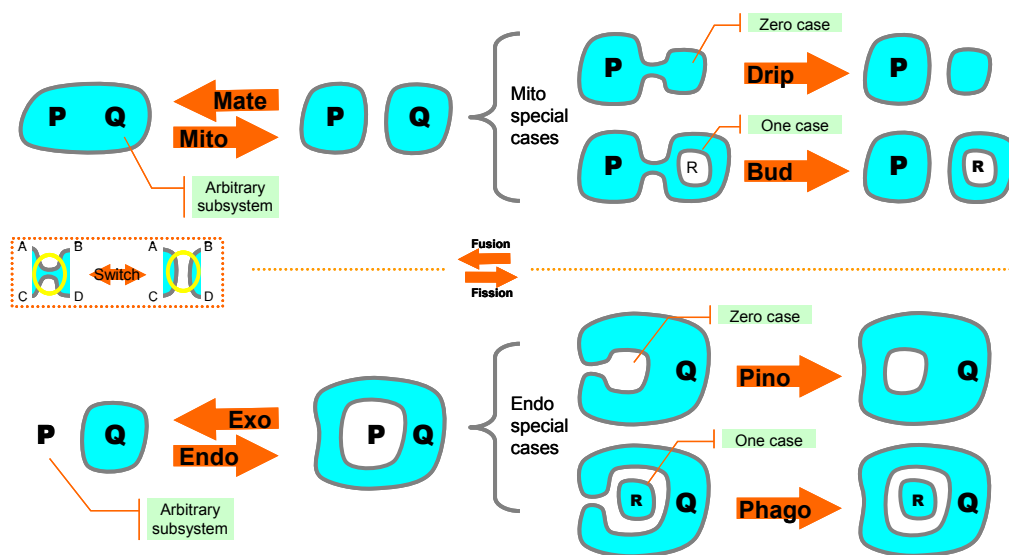 Zero case
P
Drip
P
Mate
P Q
P
Q
Mito
Mito
special
cases
One case
P
R
Bud
P
R
Arbitrary
subsystem
A
B
A
B
Switch
C
D
C
D
Fusion
Fission
Zero case
Q
Pino
Q
Exo
P
Q
P Q
Endo
Endo
special
cases
One case
R
Q
Phago
R
Q
Arbitrary
subsystem